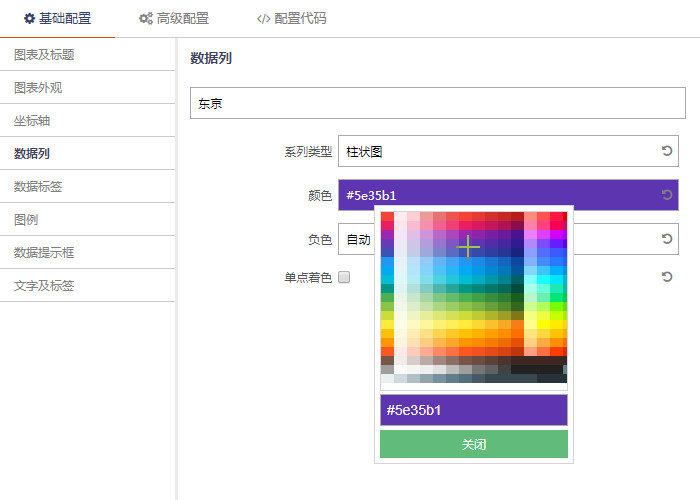 基础配置 高级配置 </> 配置代码
图表及标题
图表外观
坐标轴
数据列
数据标签
图例
数据提示框
文字及标签
数据列
东京
系列类型 柱状图
颜色 #5e35b1
负色 自动
单点着色
#5e35b1
关闭